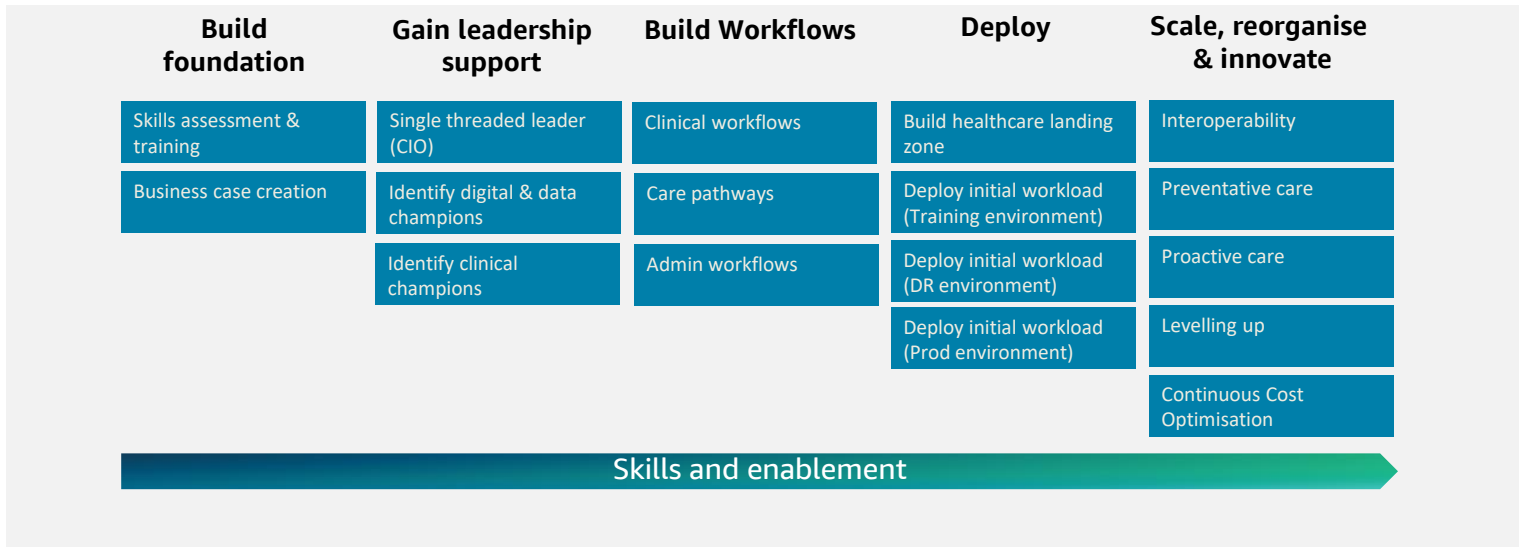 Build
foundation
Gain leadership
support
Build Workflows
Deploy
Scale, reorganise
& innovate
Skills assessment &
training
Business case creation
Single threaded leader
(CIO)
Identify digital & data
champions
Identify clinical
champions
Clinical workflows
Care pathways
Admin workflows
Build healthcare landing
zone
Deploy initial workload
(Training environment)
Deploy initial workload
(DR environment)
Deploy initial workload
(Prod environment)
Interoperability
Preventative care
Proactive care
Levelling up
Continuous Cost
Optimisation
Skills and enablement